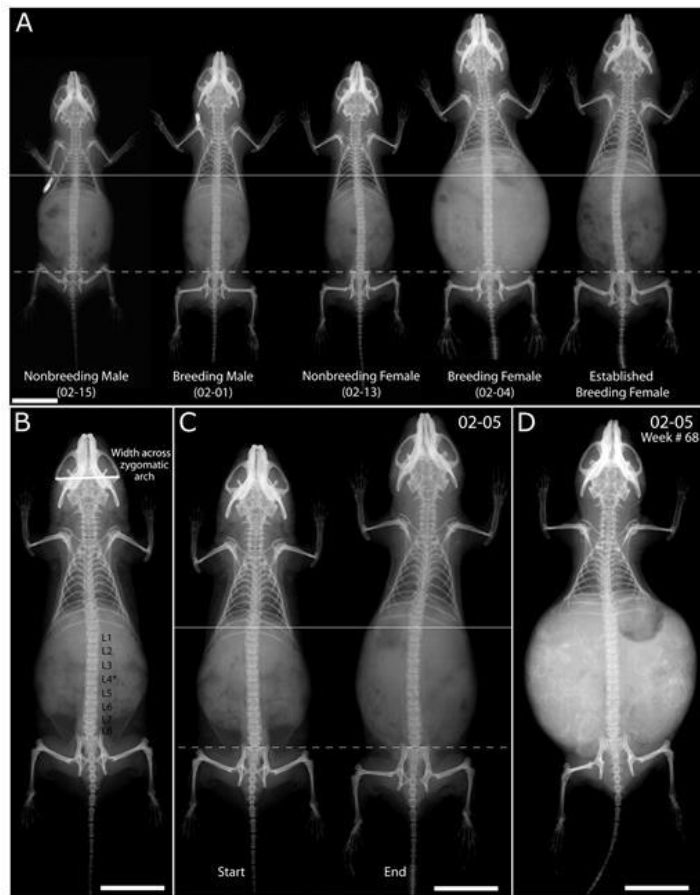 A
Nonbreeding Male
(02-15)
Breeding Male
(02-01)
Nonbreeding Female
(02-13)
Breeding Female
(02-04)
Established
Breeding Female
B
Width across
zygomatic
arch
L1
L2
L3
L4*
L5
L6
L7
L8
C
02-05
Start
End
D
02-05
Week # 68